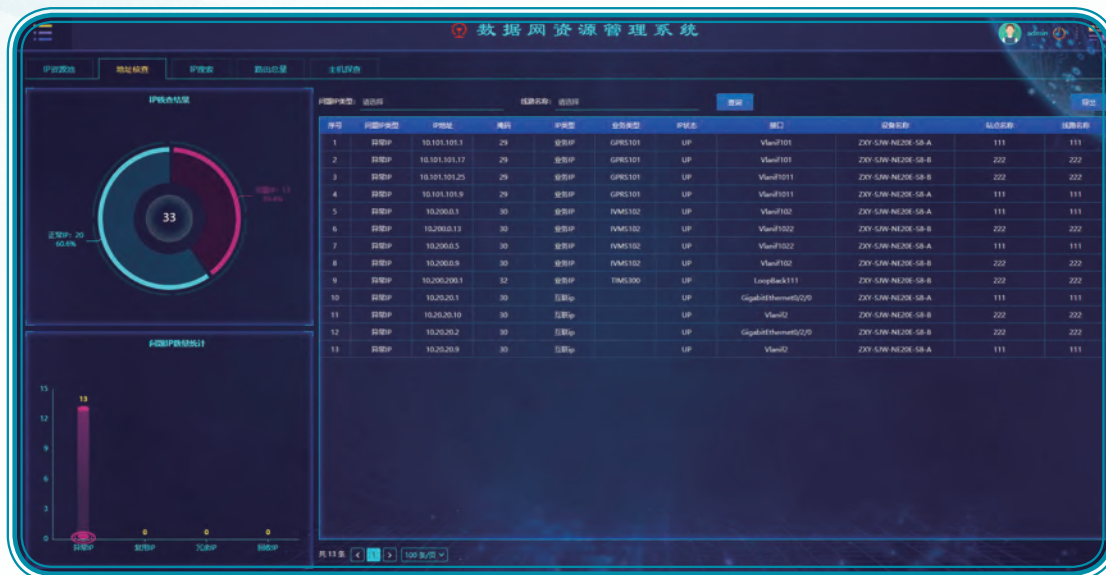 数据网资源管理系统
admin
IP资源池 地址核查 IP搜索 路由总量 主机探查
IP核查结果
问题IP: 13
正常IP: 20
60.6%
33
问题IP数量统计
15
12
9
6
3
0
13
0
0
0
异常IP
冗余IP
问题IP类型: 请选择 线路名称: 请选择 查询 导出
序号 问题IP类型 IP地址 掩码 IP类型 业务类型 IP状态 接口 设备名称 站点名称 线路名称
1 异常IP 10.101.101.1 29 业务IP GPRS101 UP Vlanif101 ZXY-SJW-NE20E-S8-A 111 111
2 异常IP 10.101.101.17 29 业务IP GPRS101 UP Vlanif101 ZXY-SJW-NE20E-S8-B 222 222
3 异常IP 10.101.101.25 29 业务IP GPRS101 UP Vlanif1011 ZXY-SJW-NE20E-S8-B 222 222
4 异常IP 10.101.101.9 29 业务IP GPRS101 UP Vlanif1011 ZXY-SJW-NE20E-S8-A 111 111
5 异常IP 10.200.0.1 30 业务IP IVMS102 UP Vlanif102 ZXY-SJW-NE20E-S8-A 111 111
6 异常IP 10.200.0.13 30 业务IP IVMS102 UP Vlanif1022 ZXY-SJW-NE20E-S8-B 222 222
7 异常IP 10.200.0.5 30 业务IP IVMS102 UP Vlanif1022 ZXY-SJW-NE20E-S8-A 111 111
8 异常IP 10.200.0.9 30 业务IP IVMS102 UP Vlanif102 ZXY-SJW-NE20E-S8-B 222 222
9 异常IP 10.200.200.1 32 业务IP TIMS300 UP LoopBack111 ZXY-SJW-NE20E-S8-B 222 222
10 异常IP 10.20.20.1 30 互联ip UP GigabitEthernet0/2/0 ZXY-SJW-NE20E-S8-A 111 111
11 异常IP 10.20.20.10 30 互联ip UP Vlanif2 ZXY-SJW-NE20E-S8-B 222 222
12 异常IP 10.20.20.2 30 互联ip UP GigabitEthernet0/2/0 ZXY-SJW-NE20E-S8-B 222 222
13 异常IP 10.20.20.9 30 互联ip UP Vlanif2 ZXY-SJW-NE20E-S8-A 111 111
共 13 条 1 100 条/页